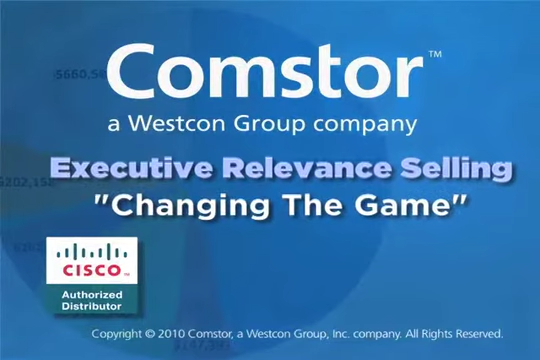 Comstor™
a Westcon Group company
Executive Relevance Selling
"Changing The Game"
CISCO™
Authorized
Distributor
Copyright © 2010 Comstor, a Westcon Group, Inc. company. All Rights Reserved.